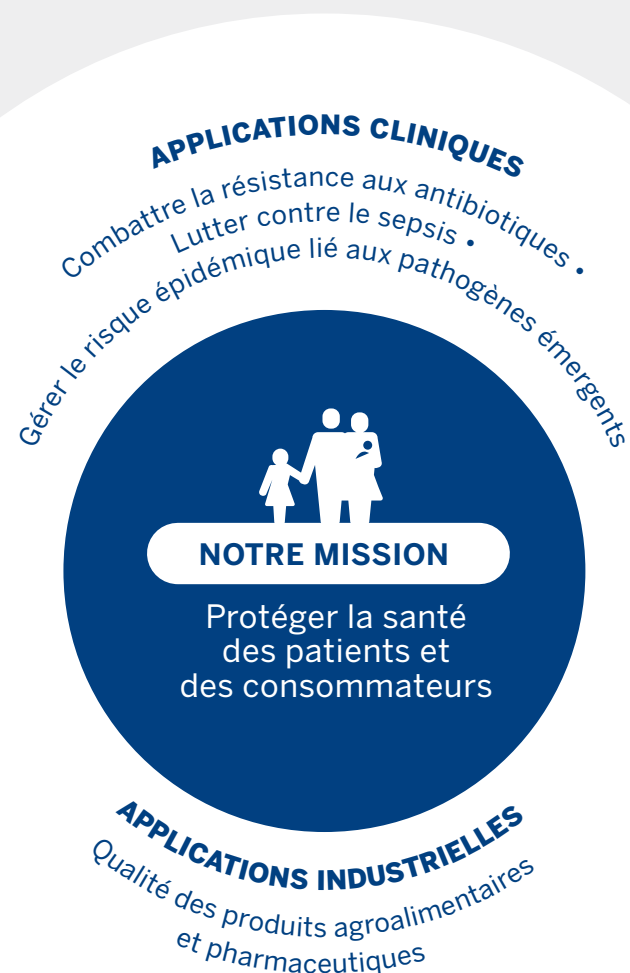 APPLICATIONS CLINIQUES
Combattre la résistance aux antibiotiques •
Lutter contre le sepsis •
Gérer le risque épidémique lié aux pathogènes émergents
NOTRE MISSION
Protéger la santé
des patients et
des consommateurs
APPLICATIONS INDUSTRIELLES
Qualité des produits agroalimentaires
et pharmaceutiques